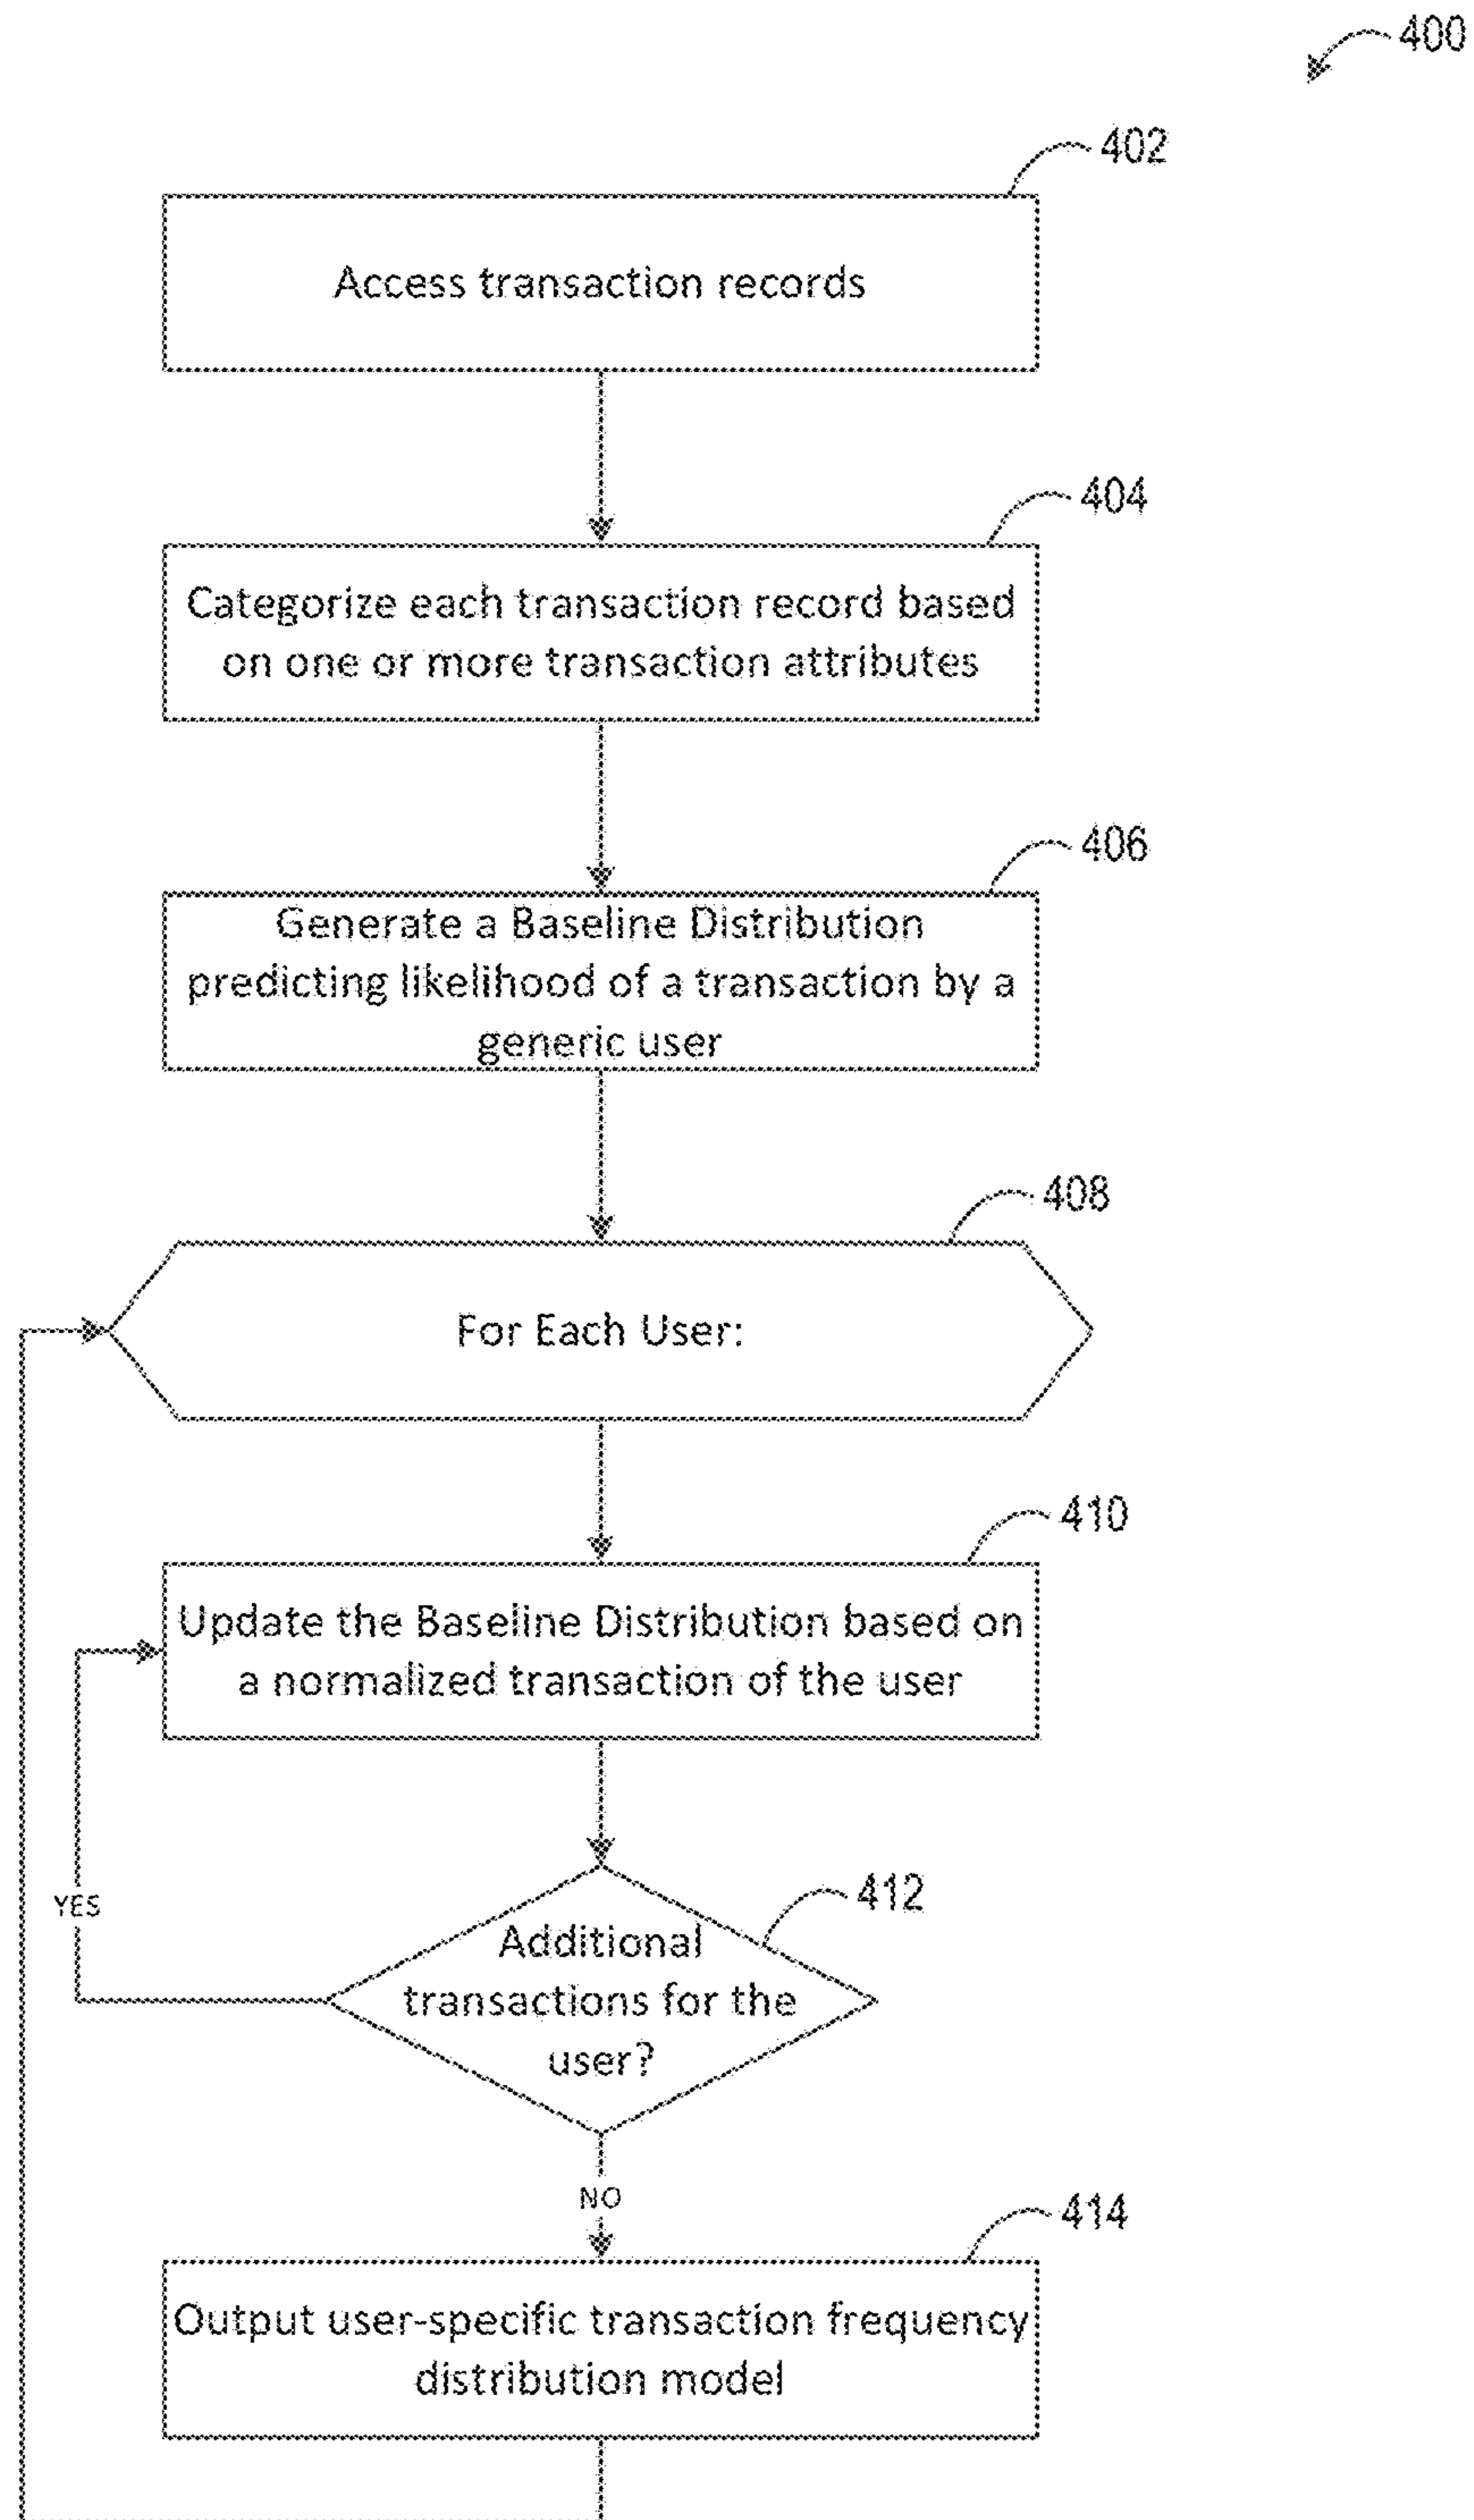 400
402
Access transaction records
404
Categorize each transaction record based
on one or more transaction attributes
406
Generate a Baseline Distribution
predicting likelihood of a transaction by a
generic user
408
For Each User:
410
Update the Baseline Distribution based on
a normalized transaction of the user
412
Additional
transactions for the
user?
YES
NO
414
Output user-specific transaction frequency
distribution model